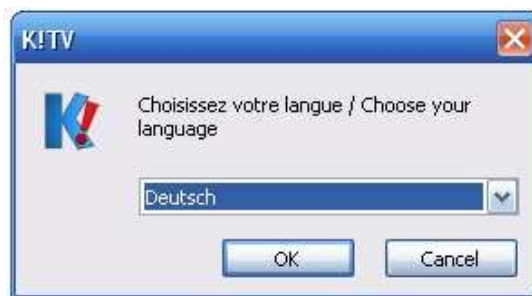 K!TV
K!
Choisissez votre langue / Choose your
language
Deutsch
OK
Cancel